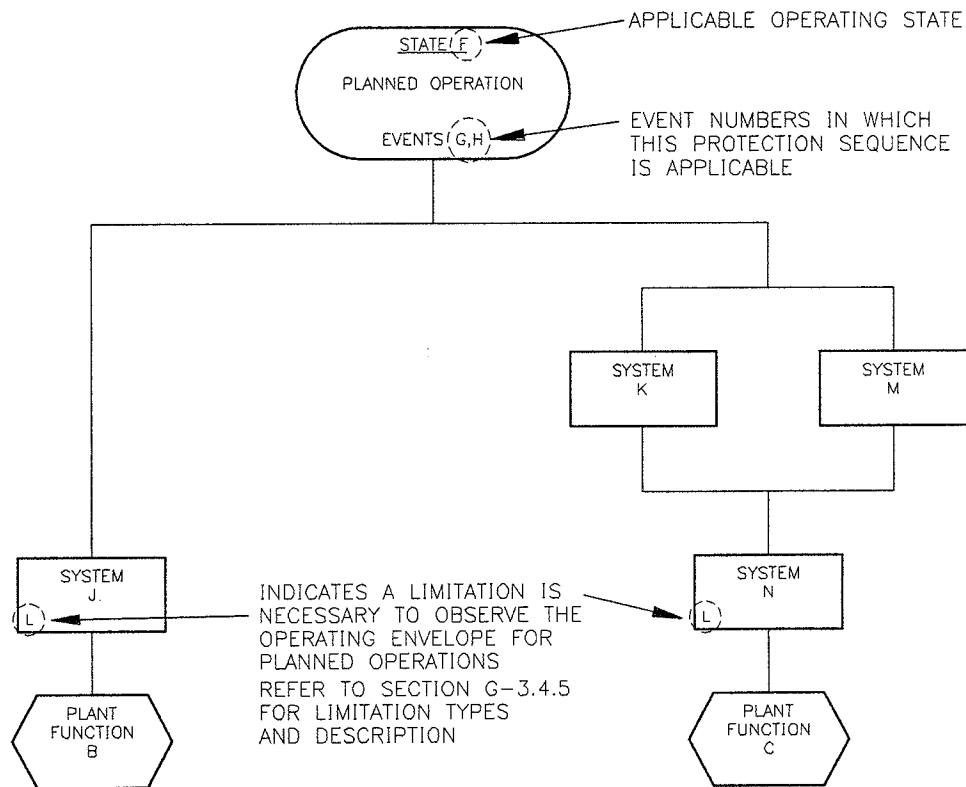 STATE F
PLANNED OPERATION
EVENTS G,H
APPLICABLE OPERATING STATE
EVENT NUMBERS IN WHICH
THIS PROTECTION SEQUENCE
IS APPLICABLE
SYSTEM
K
SYSTEM
M
SYSTEM
J.
L
INDICATES A LIMITATION IS
NECESSARY TO OBSERVE THE
OPERATING ENVELOPE FOR
PLANNED OPERATIONS
REFER TO SECTION G-3.4.5
FOR LIMITATION TYPES
AND DESCRIPTION
SYSTEM
N
L
PLANT
FUNCTION
B
PLANT
FUNCTION
C